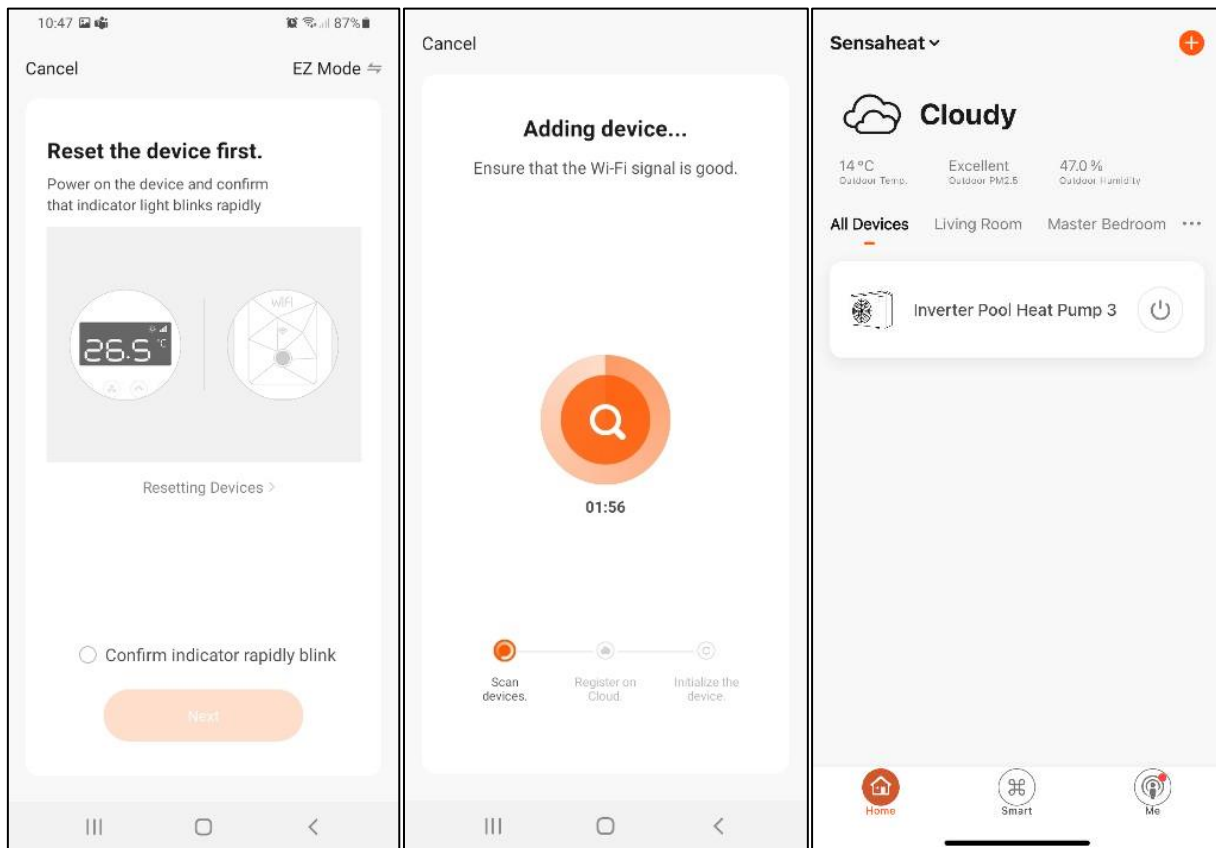 10:47
87%
Cancel
EZ Mode
Reset the device first.
Power on the device and confirm
that indicator light blinks rapidly
26.5 °C
wifi
Resetting Devices >
Confirm indicator rapidly blink
Next
Cancel
Adding device...
Ensure that the Wi-Fi signal is good.
01:56
Scan
devices.
Register on
Cloud.
Initialize the
device.
Sensaheat
Cloudy
14 °C
Outdoor Temp.
Excellent
Outdoor PM2.5
47.0 %
Outdoor Humidity
All Devices
Living Room
Master Bedroom
Inverter Pool Heat Pump 3
Home
Smart
Me